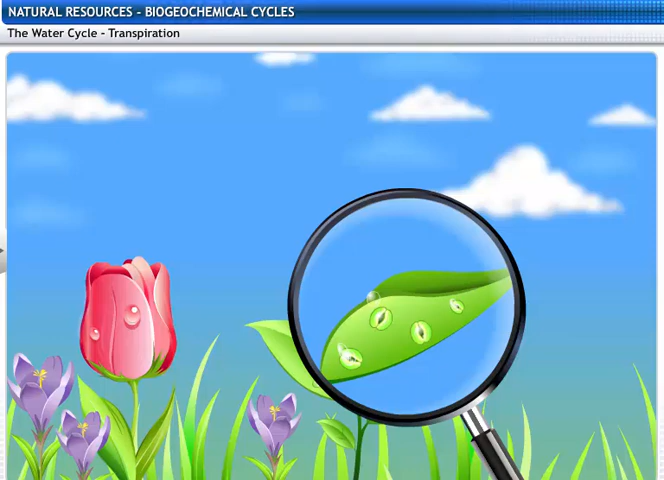 NATURAL RESOURCES - BIOGEOCHEMICAL CYCLES
The Water Cycle - Transpiration